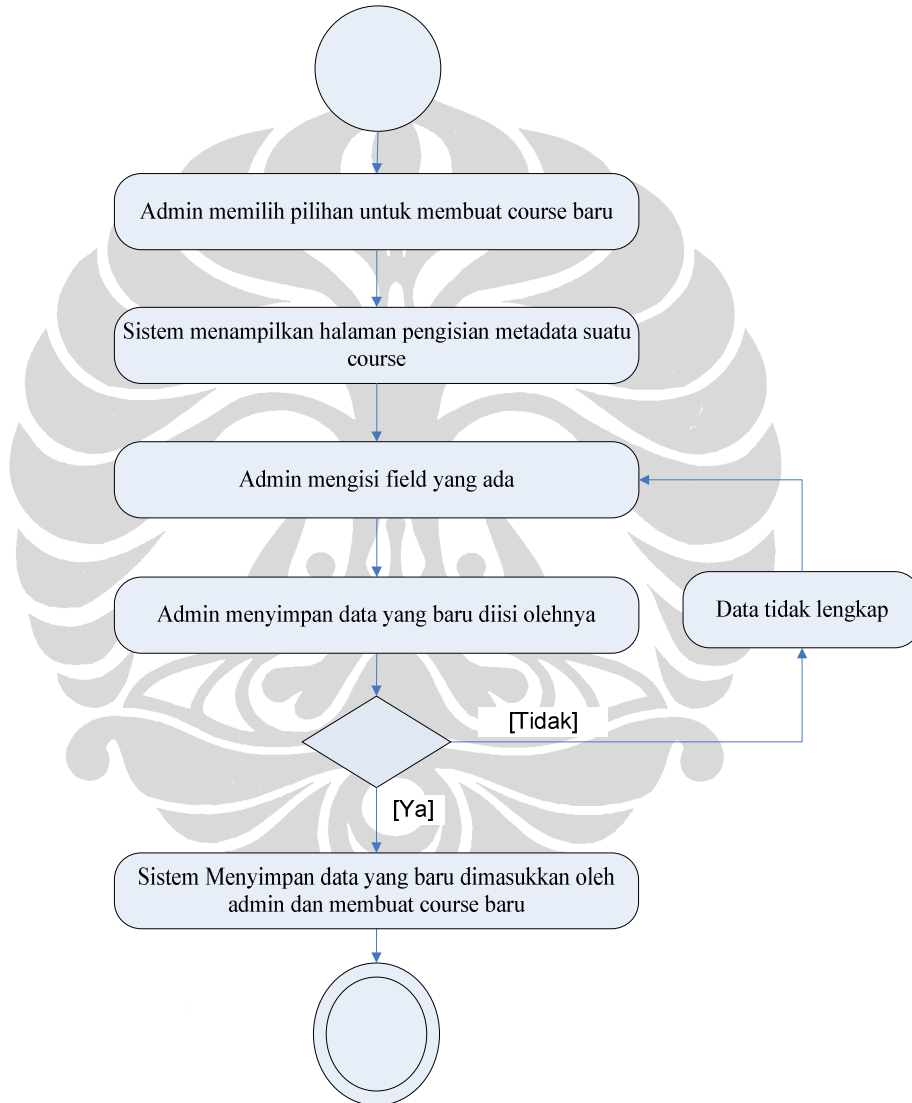 Admin memilih pilihan untuk membuat course baru
Sistem menampilkan halaman pengisian metadata suatu
course
Admin mengisi field yang ada
Admin menyimpan data yang baru diisi olehnya
Data tidak lengkap
[Tidak]
[Ya]
Sistem Menyimpan data yang baru dimasukkan oleh
admin dan membuat course baru